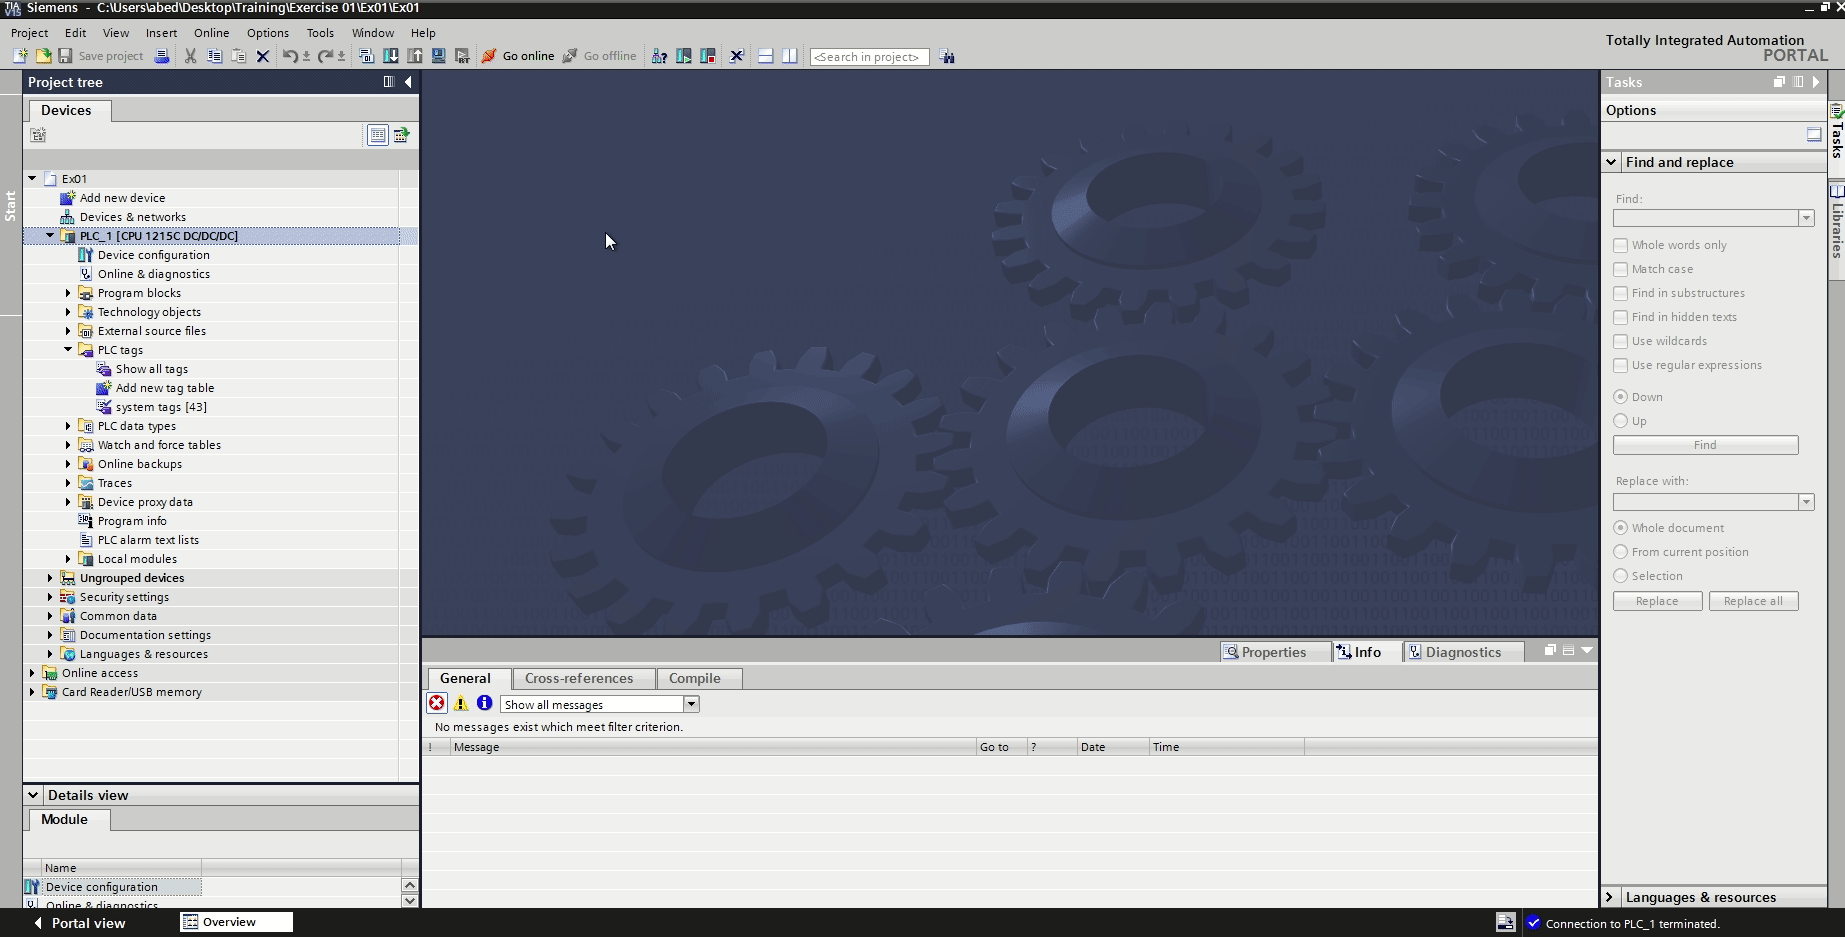 Siemens - C:\Users\abed\Desktop\Training\Exercise 01\Ex01\Ex01
Project Edit View Insert Online Options Tools Window Help
Totally Integrated Automation
PORTAL
Save project Go online Go offline <Search in project>
Project tree
Devices
Start
Ex01
Add new device
Devices & networks
PLC_1 [CPU 1215C DC/DC/DC]
Device configuration
Online & diagnostics
Program blocks
Technology objects
External source files
PLC tags
Show all tags
Add new tag table
system tags [43]
PLC data types
Watch and force tables
Online backups
Traces
Device proxy data
Program info
PLC alarm text lists
Local modules
Ungrouped devices
Security settings
Common data
Documentation settings
Languages & resources
Online access
Card Reader/USB memory
Details view
Module
Name
Device configuration
Online & diagnostics
Properties Info Diagnostics
General Cross-references Compile
Show all messages
No messages exist which meet filter criterion.
! Message Go to ? Date Time
Tasks
Options
Find and replace
Find:
Whole words only
Match case
Find in substructures
Find in hidden texts
Use wildcards
Use regular expressions
Down
Up
Find
Replace with:
Whole document
From current position
Selection
Replace Replace all
Languages & resources
Tasks
Libraries
Portal view Overview Connection to PLC_1 terminated.